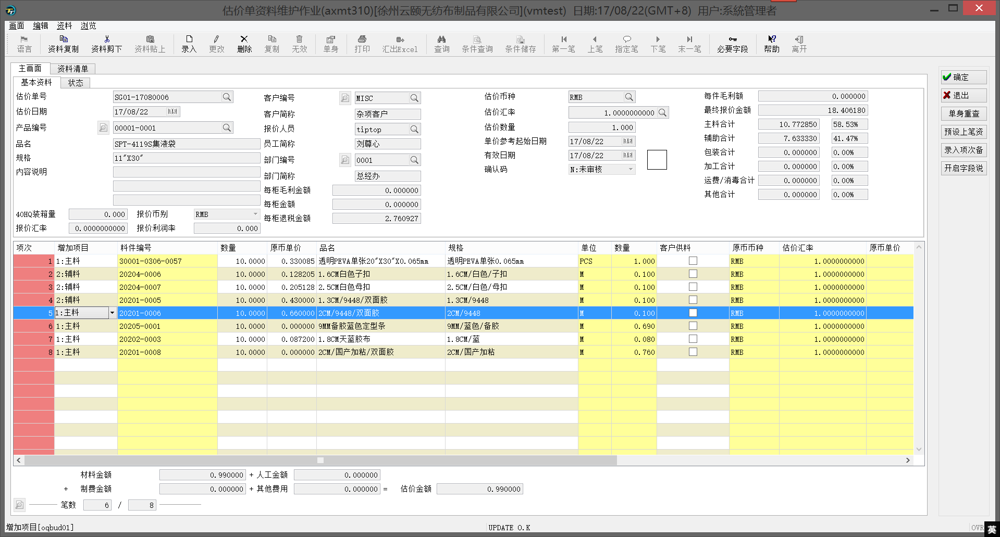 估价单资料维护作业(axmt310)[徐州云颐无纺布制品有限公司](vmtest) 日期:17/08/22(GMT+8) 用户:系統管理者
画面 编辑 资料 浏览
语言 资料复制 资料剪下 资料贴上 录入 更改 删除 复制 无效 单身 打印 汇出Excel 查询 条件查询 条件储存 第一笔 上笔 指定笔 下笔 末一笔 必要字段 帮助 离开
主画面 资料清单
基本资料 状态
估价单号 SG01-17080006
估价日期 17/08/22
产品编号 00001-0001
品名 SPT-4119S集液袋
规格 11"X30"
内容说明
40HQ装箱量 0.000 报价币别 RMB
报价汇率 0.0000000000 报价利润率 0.000
客户编号 MISC
客户简称 杂项客户
报价人员 tiptop
员工简称 刘尊心
部门编号 0001
部门简称 总经办
每柜毛利金额 0.000000
每柜金额 0.000000
每柜退税金额 2.760927
估价币种 RMB
估价汇率 1.0000000000
估价数量 1.000
单价参考起始日期 17/08/22
有效日期 17/08/22
确认码 N:未审核
每件毛利额 0.000000
最终报价金额 18.406180
主料合计 10.772850 58.53%
辅助合计 7.633330 41.47%
包装合计 0.000000 0.00%
加工合计 0.000000 0.00%
运费/消毒合计 0.000000 0.00%
其他合计 0.000000 0.00%
确定
退出
单身重查
预设上笔资
录入项次备
开启字段说
项次 增加项目 料件编号 数量 原币单价 品名 规格 单位 数量 客户供料 原币币种 估价汇率 原币单价
1 1:主料 30001-0306-0057 10.0000 0.330085 透明PEVA单张20"X30"X0.065mm 透明PEVA单张0.065mm PCS 1.000 RMB 1.0000000000
2 2:辅料 20204-0006 10.0000 0.128205 1.6CM白色子扣 1.6CM/白色/子扣 M 0.100 RMB 1.0000000000
3 2:辅料 20204-0007 10.0000 0.205128 2.5CM白色母扣 2.5CM/白色/母扣 M 0.100 RMB 1.0000000000
4 2:辅料 20201-0005 10.0000 0.430000 1.3CM/9448/双面胶 1.3CM/9448 M 0.100 RMB 1.0000000000
5 1:主料 20201-0006 10.0000 0.660000 2CM/9448/双面胶 2CM/9448 M 0.100 RMB 1.0000000000
6 1:主料 20205-0001 10.0000 0.000000 9MM备胶蓝色定型条 9MM/蓝色/备胶 M 0.690 RMB 1.0000000000
7 1:主料 20202-0003 10.0000 0.087200 1.8CM天蓝胶布 1.8CM/蓝 M 0.080 RMB 1.0000000000
8 1:主料 20201-0008 10.0000 0.000000 2CM/国产加粘/双面胶 2CM/国产加粘 M 0.760 RMB 1.0000000000
材料金额 0.990000 + 人工金额 0.000000
+ 制费金额 0.000000 + 其他费用 0.000000 = 估价金额 0.990000
笔数 6 / 8
增加项目[oqbud01] UPDATE O.K OVR 英